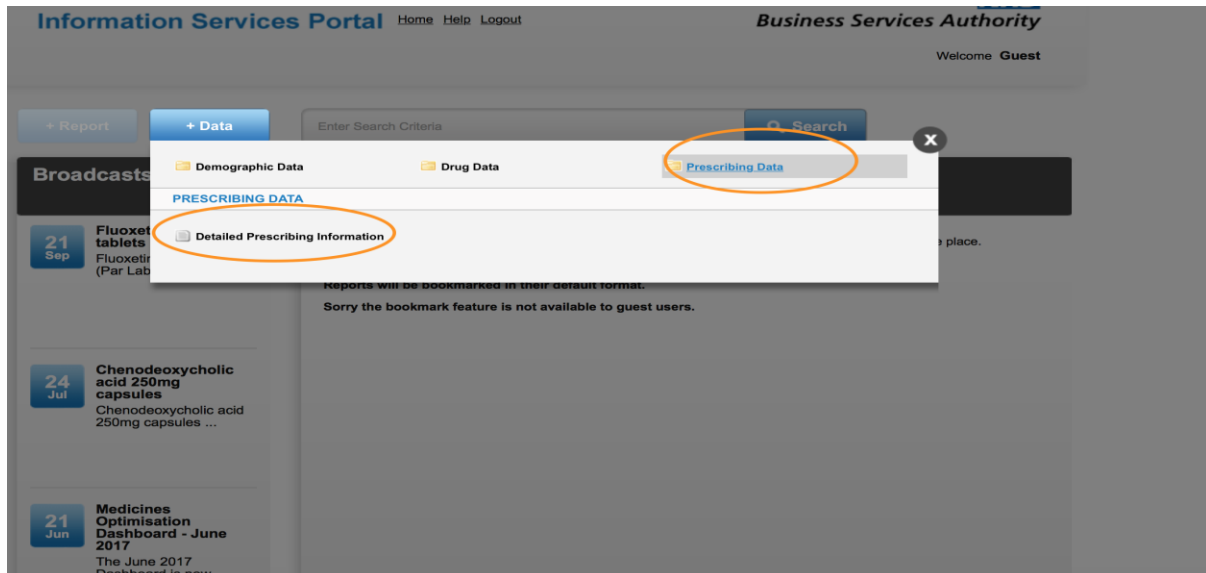 Information Services Portal Home Help Logout
Business Services Authority
Welcome Guest
+ Report
+ Data
Enter Search Criteria
Search
X
Demographic Data
Drug Data
Prescribing Data
PRESCRIBING DATA
Detailed Prescribing Information
Broadcasts
21
Sep
tablets
(Par Lab
place.
Reports will be bookmarked in their default format.
Sorry the bookmark feature is not available to guest users.
24
Jul
Chenodeoxycholic
acid 250mg
capsules
Chenodeoxycholic acid
250mg capsules ...
21
Jun
Medicines
Optimisation
Dashboard - June
2017
The June 2017